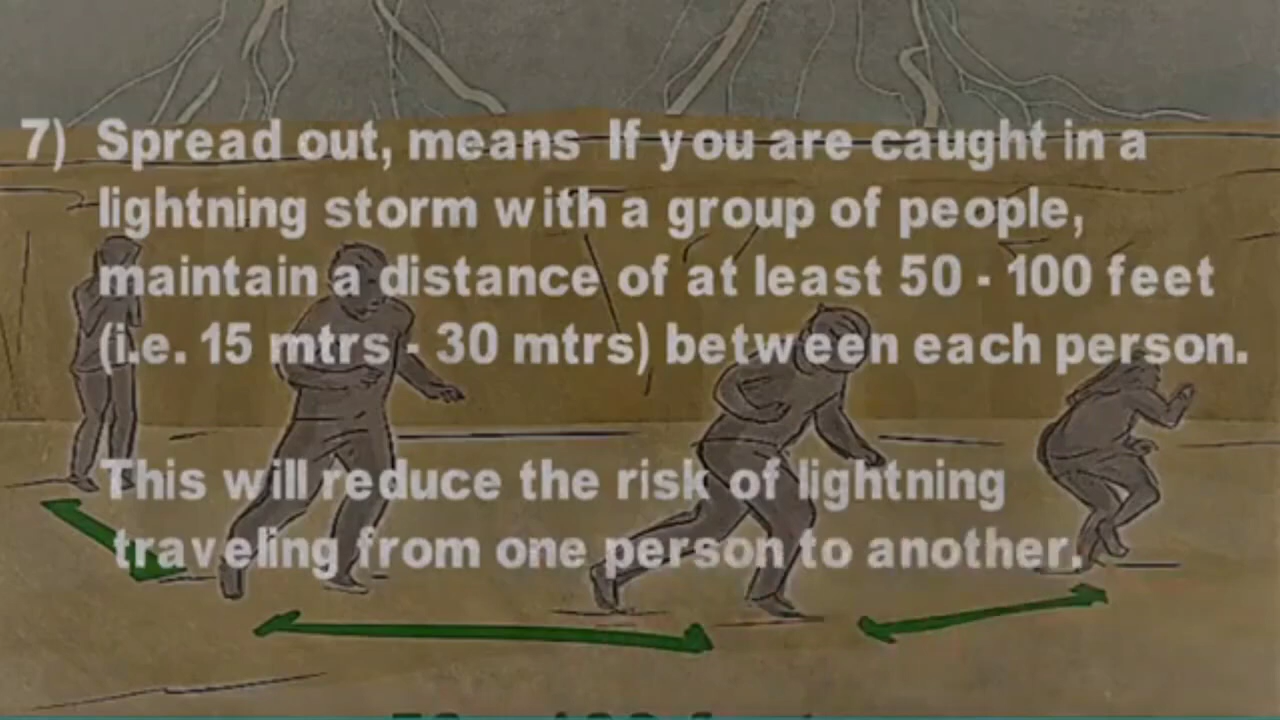 7) Spread out, means If you are caught in a
lightning storm with a group of people,
maintain a distance of at least 50 - 100 feet
(i.e. 15 mtrs - 30 mtrs) between each person.
This will reduce the risk of lightning
traveling from one person to another.